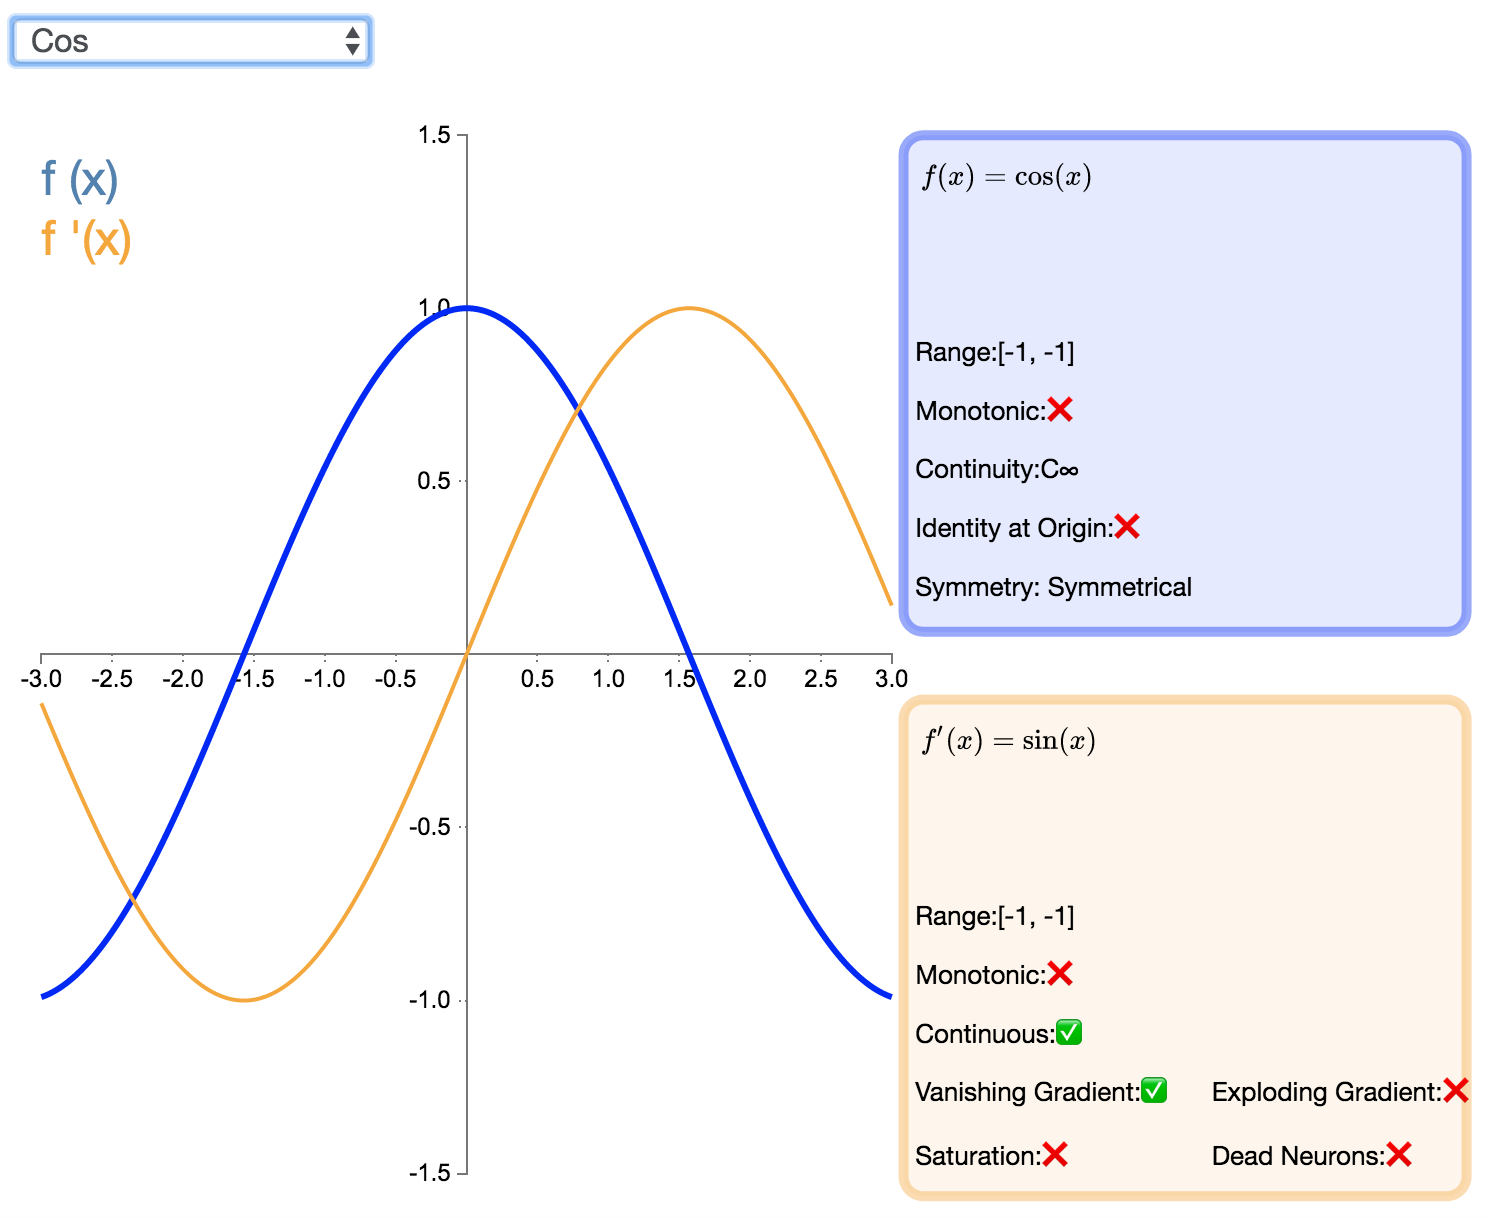 Cos
f (x)
f '(x)
1.5
1.0
0.5
-0.5
-1.0
-1.5
-3.0 -2.5 -2.0 -1.5 -1.0 -0.5 0.5 1.0 1.5 2.0 2.5 3.0
f(x) = cos(x)
Range:[-1, -1]
Monotonic:❌
Continuity:C∞
Identity at Origin:❌
Symmetry: Symmetrical
f′(x) = sin(x)
Range:[-1, -1]
Monotonic:❌
Continuous:✅
Vanishing Gradient:✅ Exploding Gradient:❌
Saturation:❌ Dead Neurons:❌